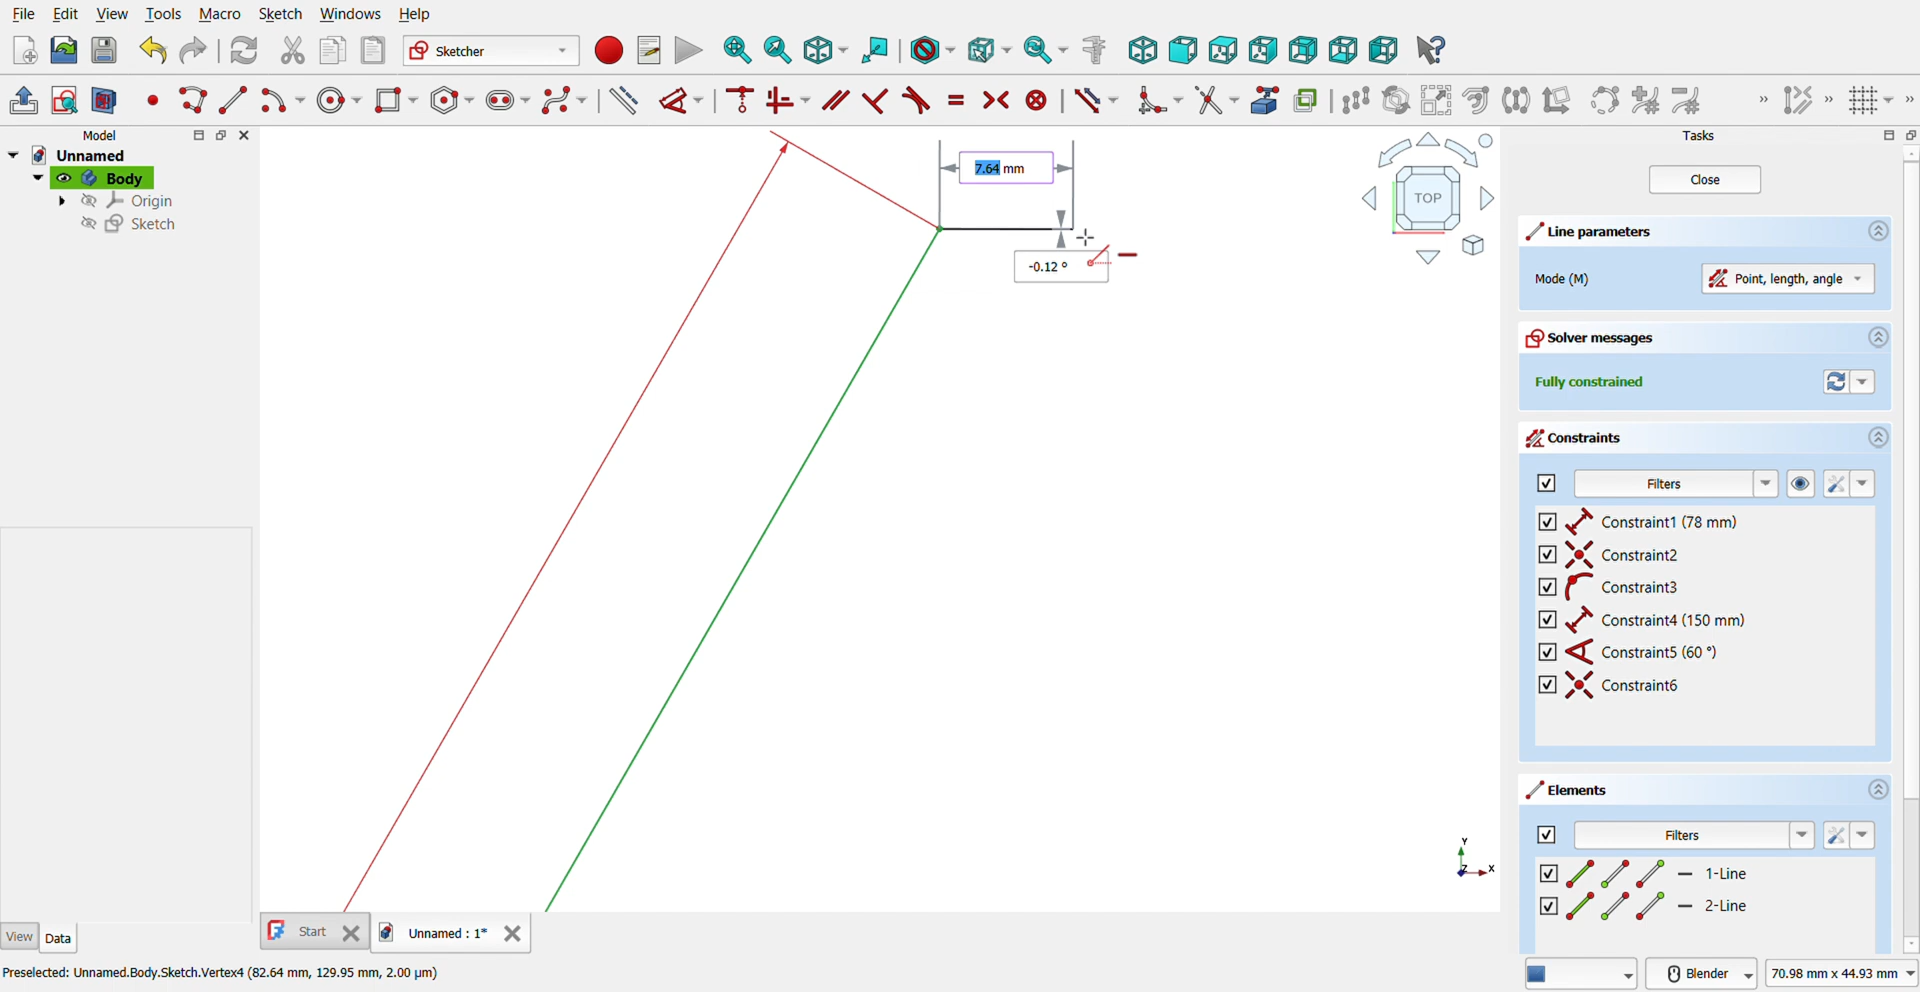 File Edit View Tools Macro Sketch Windows Help
Sketcher
Model
Unnamed
Body
Origin
Sketch
7.64 mm
-0.12 °
TOP
Y
Z
X
View Data
Start Unnamed : 1*
Tasks
Close
Line parameters
Mode (M) Point, length, angle
Solver messages
Fully constrained
Constraints
Filters
Constraint1 (78 mm)
Constraint2
Constraint3
Constraint4 (150 mm)
Constraint5 (60 °)
Constraint6
Elements
Filters
1-Line
2-Line
Preselected: Unnamed.Body.Sketch.Vertex4 (82.64 mm, 129.95 mm, 2.00 µm)
Blender 70.98 mm x 44.93 mm